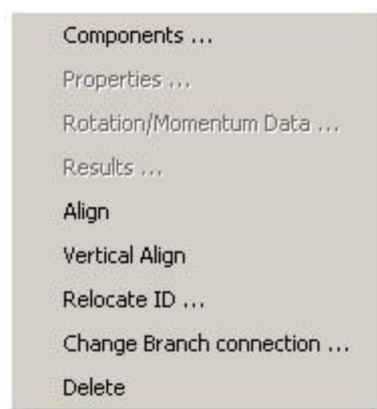 Components ...
Properties ...
Rotation/Momentum Data ...
Results ...
Align
Vertical Align
Relocate ID ...
Change Branch connection ...
Delete